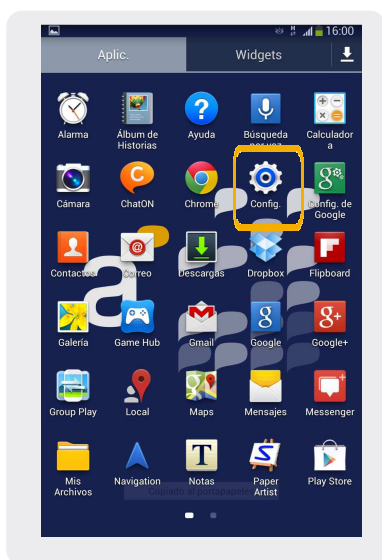 16:00
Aplic.
Widgets
Alarma
Álbum de
Historias
Ayuda
Búsqueda
por voz
Calculador
a
Cámara
ChatON
Chrome
Config.
Config. de
Google
Contactos
Correo
Descargas
Dropbox
Flipboard
Galería
Game Hub
Gmail
Google
Google+
Group Play
Local
Maps
Mensajes
Messenger
Mis
Archivos
Navigation
Notas
Paper
Artist
Play Store
Copiado al portapapeles